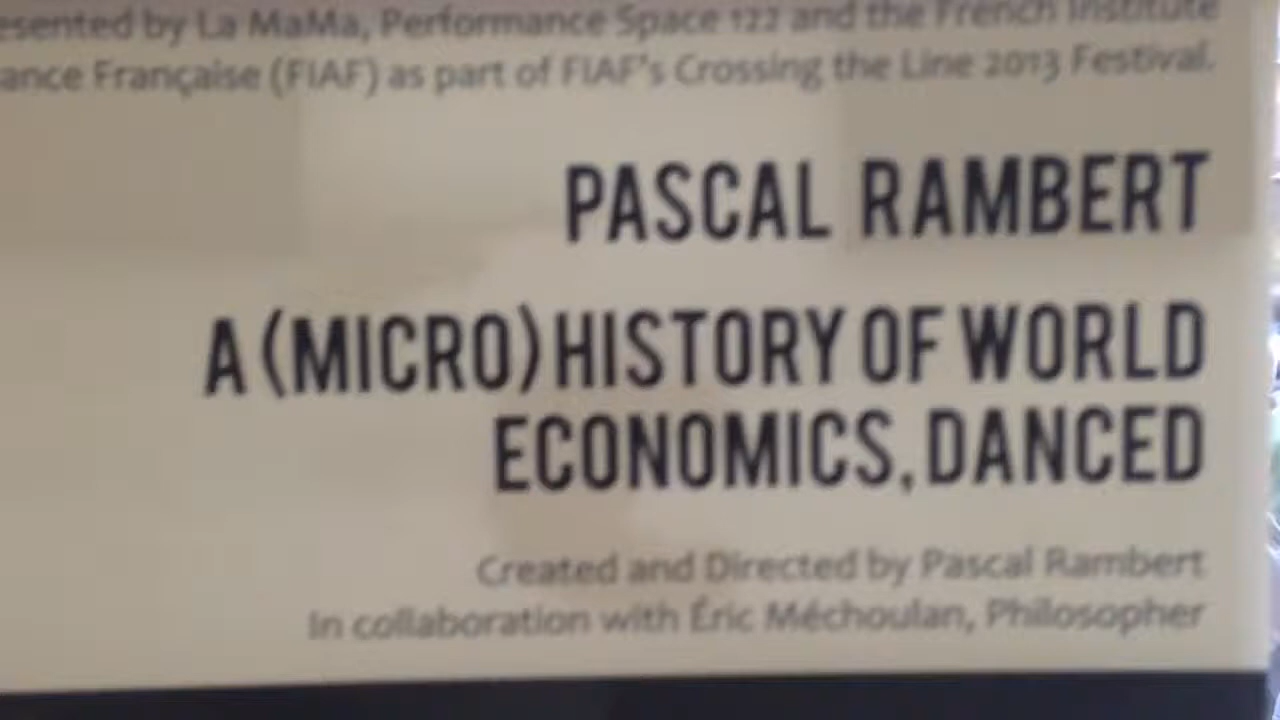 esented by La MaMa, Performance Space 122 and the French Institute
ance Française (FIAF) as part of FIAF's Crossing the Line 2013 Festival.
PASCAL RAMBERT
A (MICRO) HISTORY OF WORLD
ECONOMICS, DANCED
Created and Directed by Pascal Rambert
In collaboration with Éric Méchoulan, Philosopher